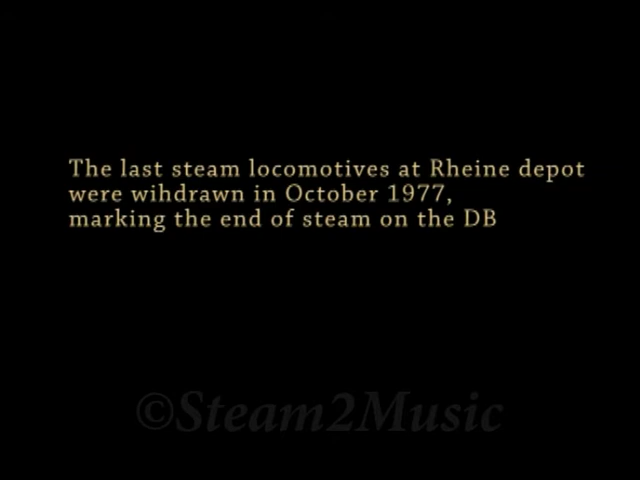 The last steam locomotives at Rheine depot
were wihdrawn in October 1977,
marking the end of steam on the DB
©Steam2Music